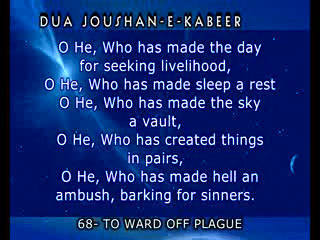 DUA JOUSHAN-E-KABEER
O He, Who has made the day
for seeking livelihood,
O He, Who has made sleep a rest
O He, Who has made the sky
a vault,
O He, Who has created things
in pairs,
O He, Who has made hell an
ambush, barking for sinners.
68- TO WARD OFF PLAGUE